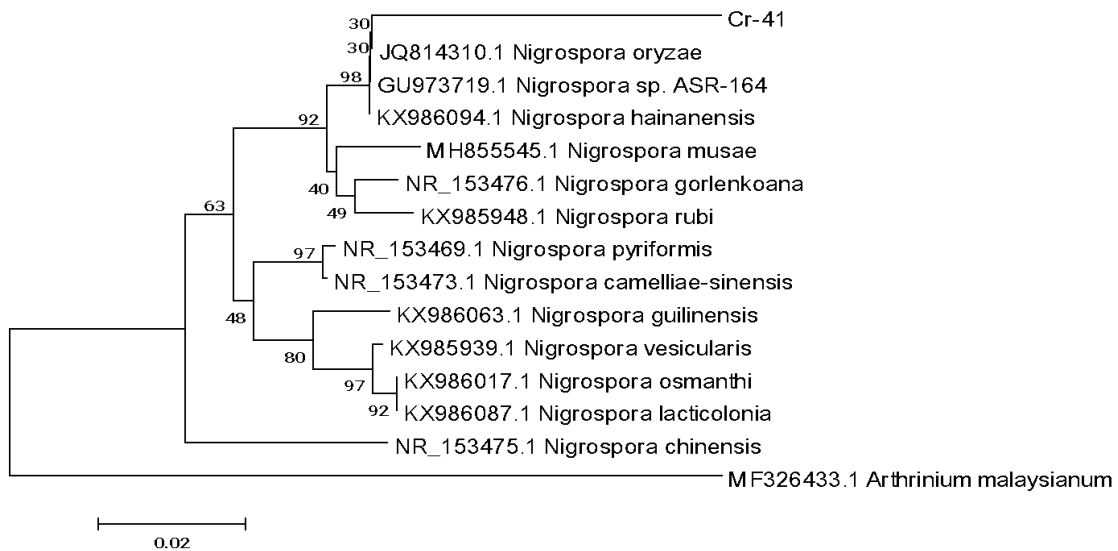 30
Cr-41
30
JQ814310.1 Nigrospora oryzae
98
GU973719.1 Nigrospora sp. ASR-164
92
KX986094.1 Nigrospora hainanensis
MH855545.1 Nigrospora musae
40
NR_153476.1 Nigrospora gorlenkoana
63
49
KX985948.1 Nigrospora rubi
97
NR_153469.1 Nigrospora pyriformis
NR_153473.1 Nigrospora camelliae-sinensis
48
KX986063.1 Nigrospora guilinensis
80
KX985939.1 Nigrospora vesicularis
97
KX986017.1 Nigrospora osmanthi
92
KX986087.1 Nigrospora lacticolonia
NR_153475.1 Nigrospora chinensis
MF326433.1 Arthrinium malaysianum
0.02